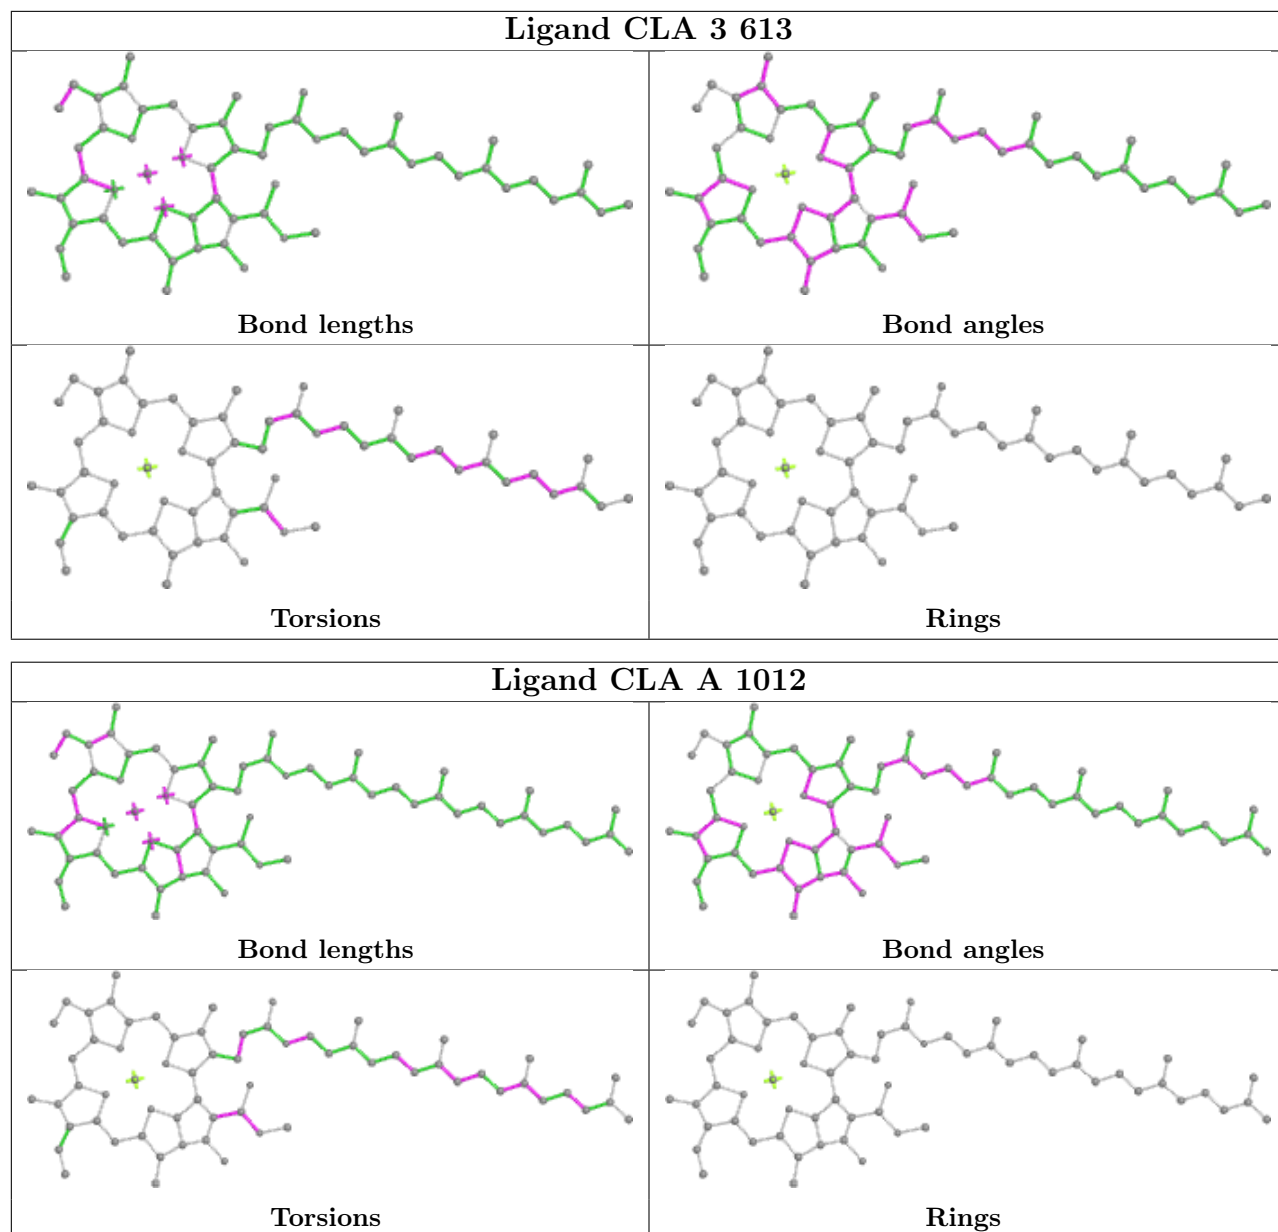 Ligand CLA 3 613
Bond lengths
Bond angles
Torsions
Rings
Ligand CLA A 1012
Bond lengths
Bond angles
Torsions
Rings